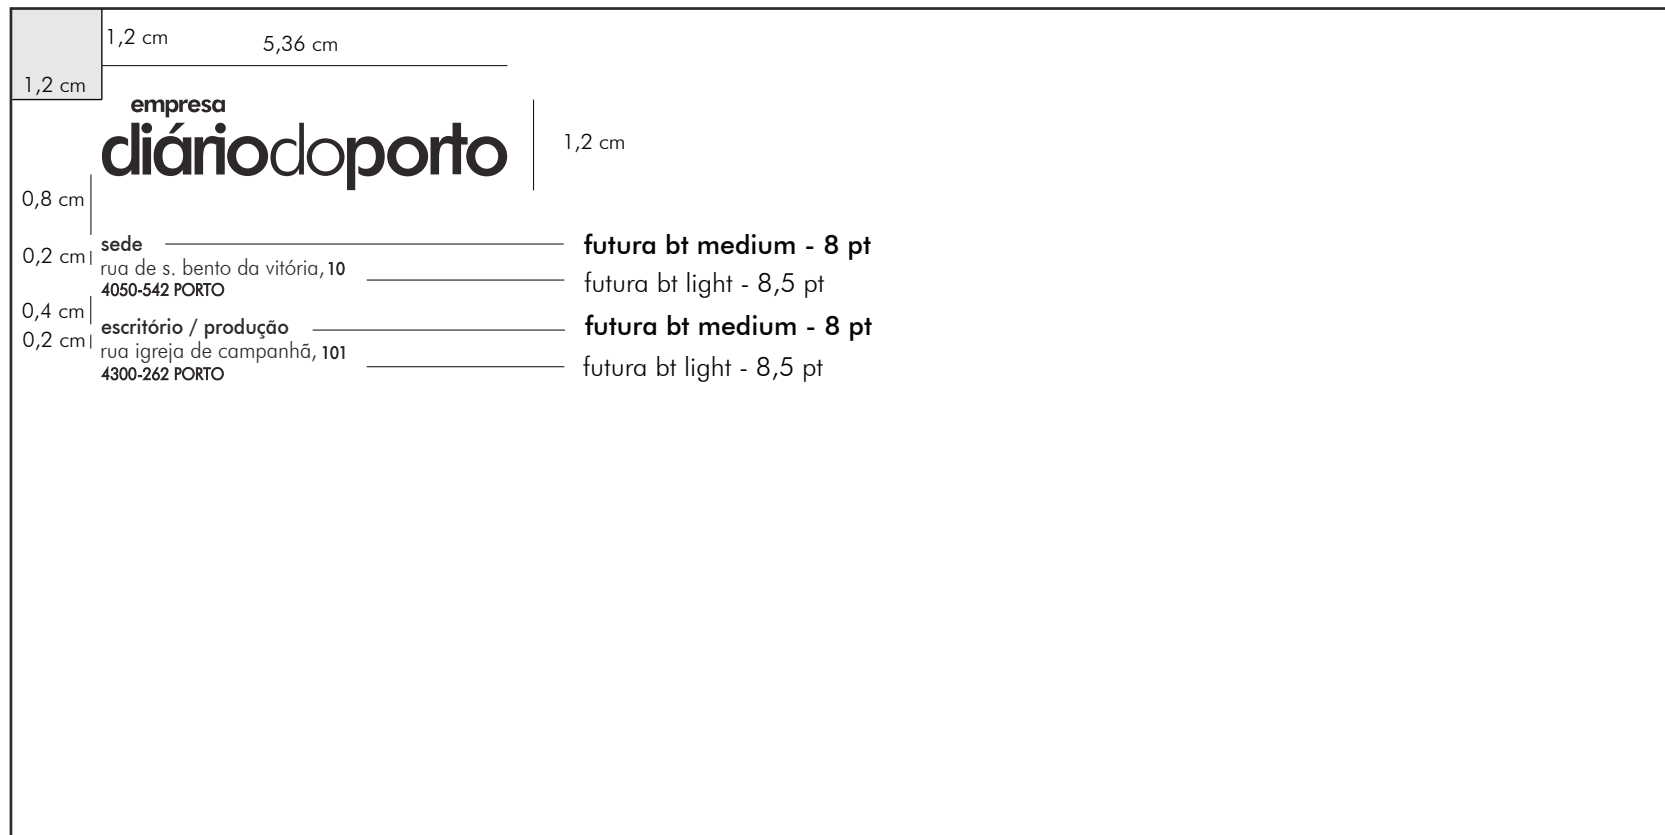 1,2 cm
5,36 cm
1,2 cm
empresa
diáriodoporto
1,2 cm
0,8 cm
sede
futura bt medium - 8 pt
0,2 cm
rua de s. bento da vitória, 10
futura bt light - 8,5 pt
4050-542 PORTO
0,4 cm
escritório / produção
futura bt medium - 8 pt
0,2 cm
rua igreja de campanhã, 101
futura bt light - 8,5 pt
4300-262 PORTO